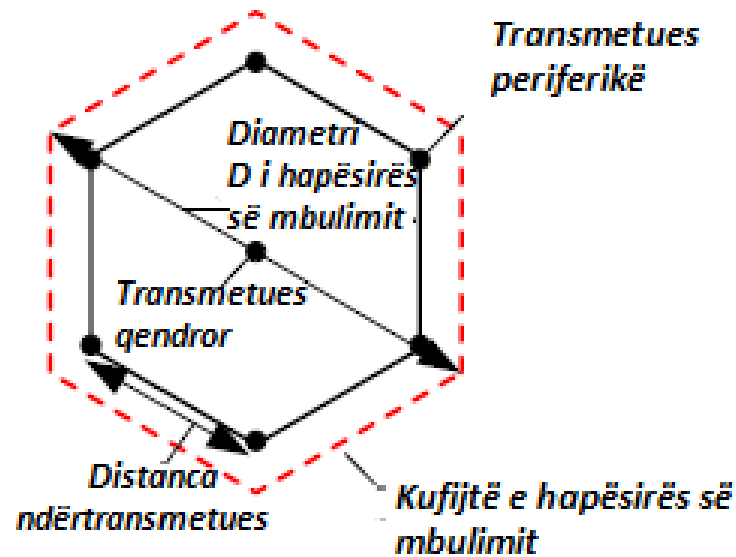 Transmetues
periferikë
Diametri
D i hapësirës
së mbulimit
Transmetues
qendror
Distanca
ndërtransmetues
Kufijtë e hapësirës së
mbulimit